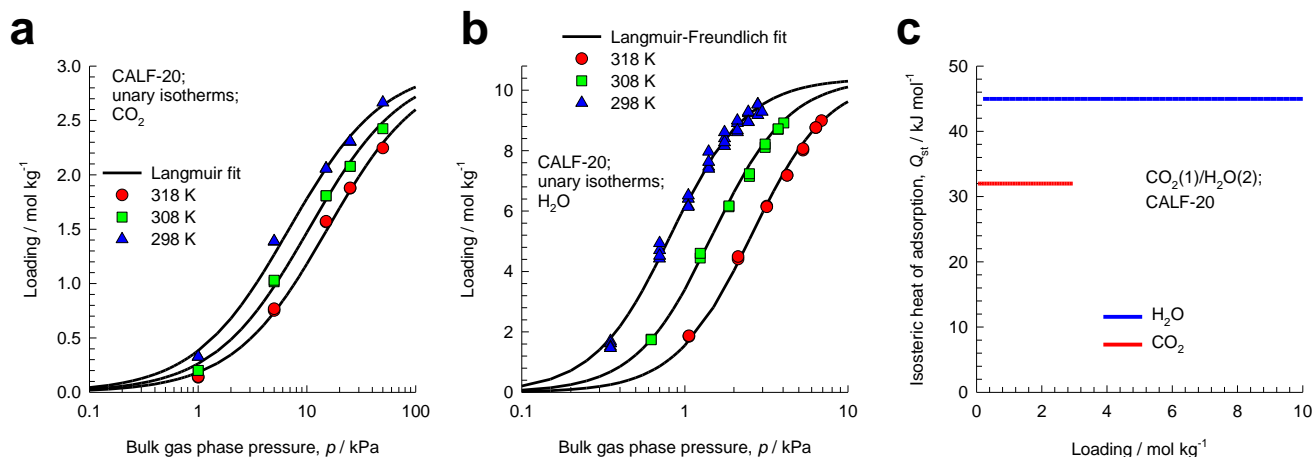 a
CALF-20;
unary isotherms;
CO₂
Langmuir fit
318 K
308 K
298 K
Loading / mol kg⁻¹
3.0
2.5
2.0
1.5
1.0
0.5
0.0
0.1
1
10
100
Bulk gas phase pressure, p / kPa
b
Langmuir-Freundlich fit
318 K
308 K
298 K
CALF-20;
unary isotherms;
H₂O
Loading / mol kg⁻¹
10
8
6
4
2
0
0.1
1
10
Bulk gas phase pressure, p / kPa
c
Isosteric heat of adsorption, Qst / kJ mol⁻¹
50
40
30
20
10
0
CO₂(1)/H₂O(2);
CALF-20
H₂O
CO₂
0
2
4
6
8
10
Loading / mol kg⁻¹